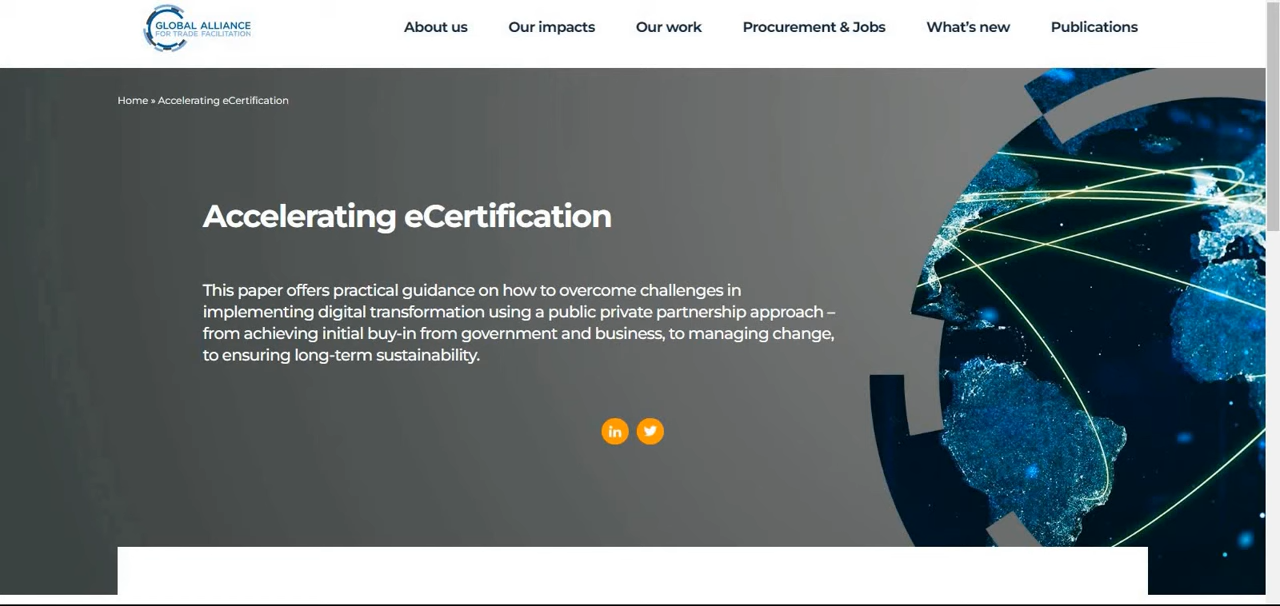 GLOBAL ALLIANCE
FOR TRADE FACILITATION
About us Our impacts Our work Procurement & Jobs What's new Publications
Home » Accelerating eCertification
Accelerating eCertification
This paper offers practical guidance on how to overcome challenges in
implementing digital transformation using a public private partnership approach –
from achieving initial buy-in from government and business, to managing change,
to ensuring long-term sustainability.
in